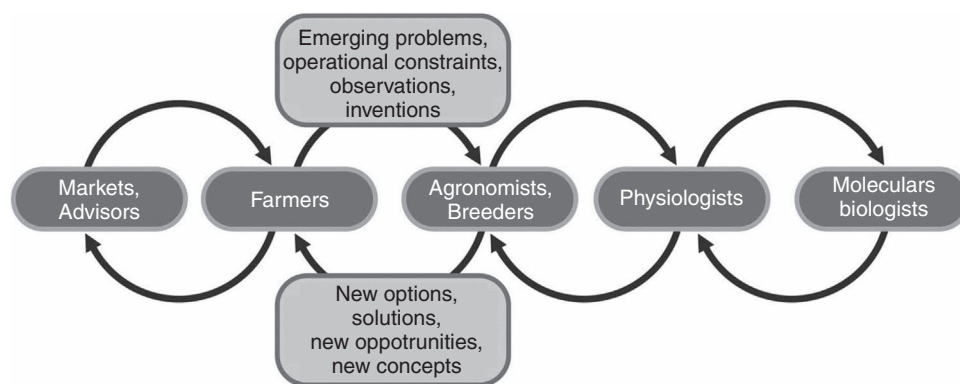 Emerging problems,
operational constraints,
observations,
inventions
Markets,
Advisors
Farmers
Agronomists,
Breeders
Physiologists
Moleculars
biologists
New options,
solutions,
new oppotrunities,
new concepts